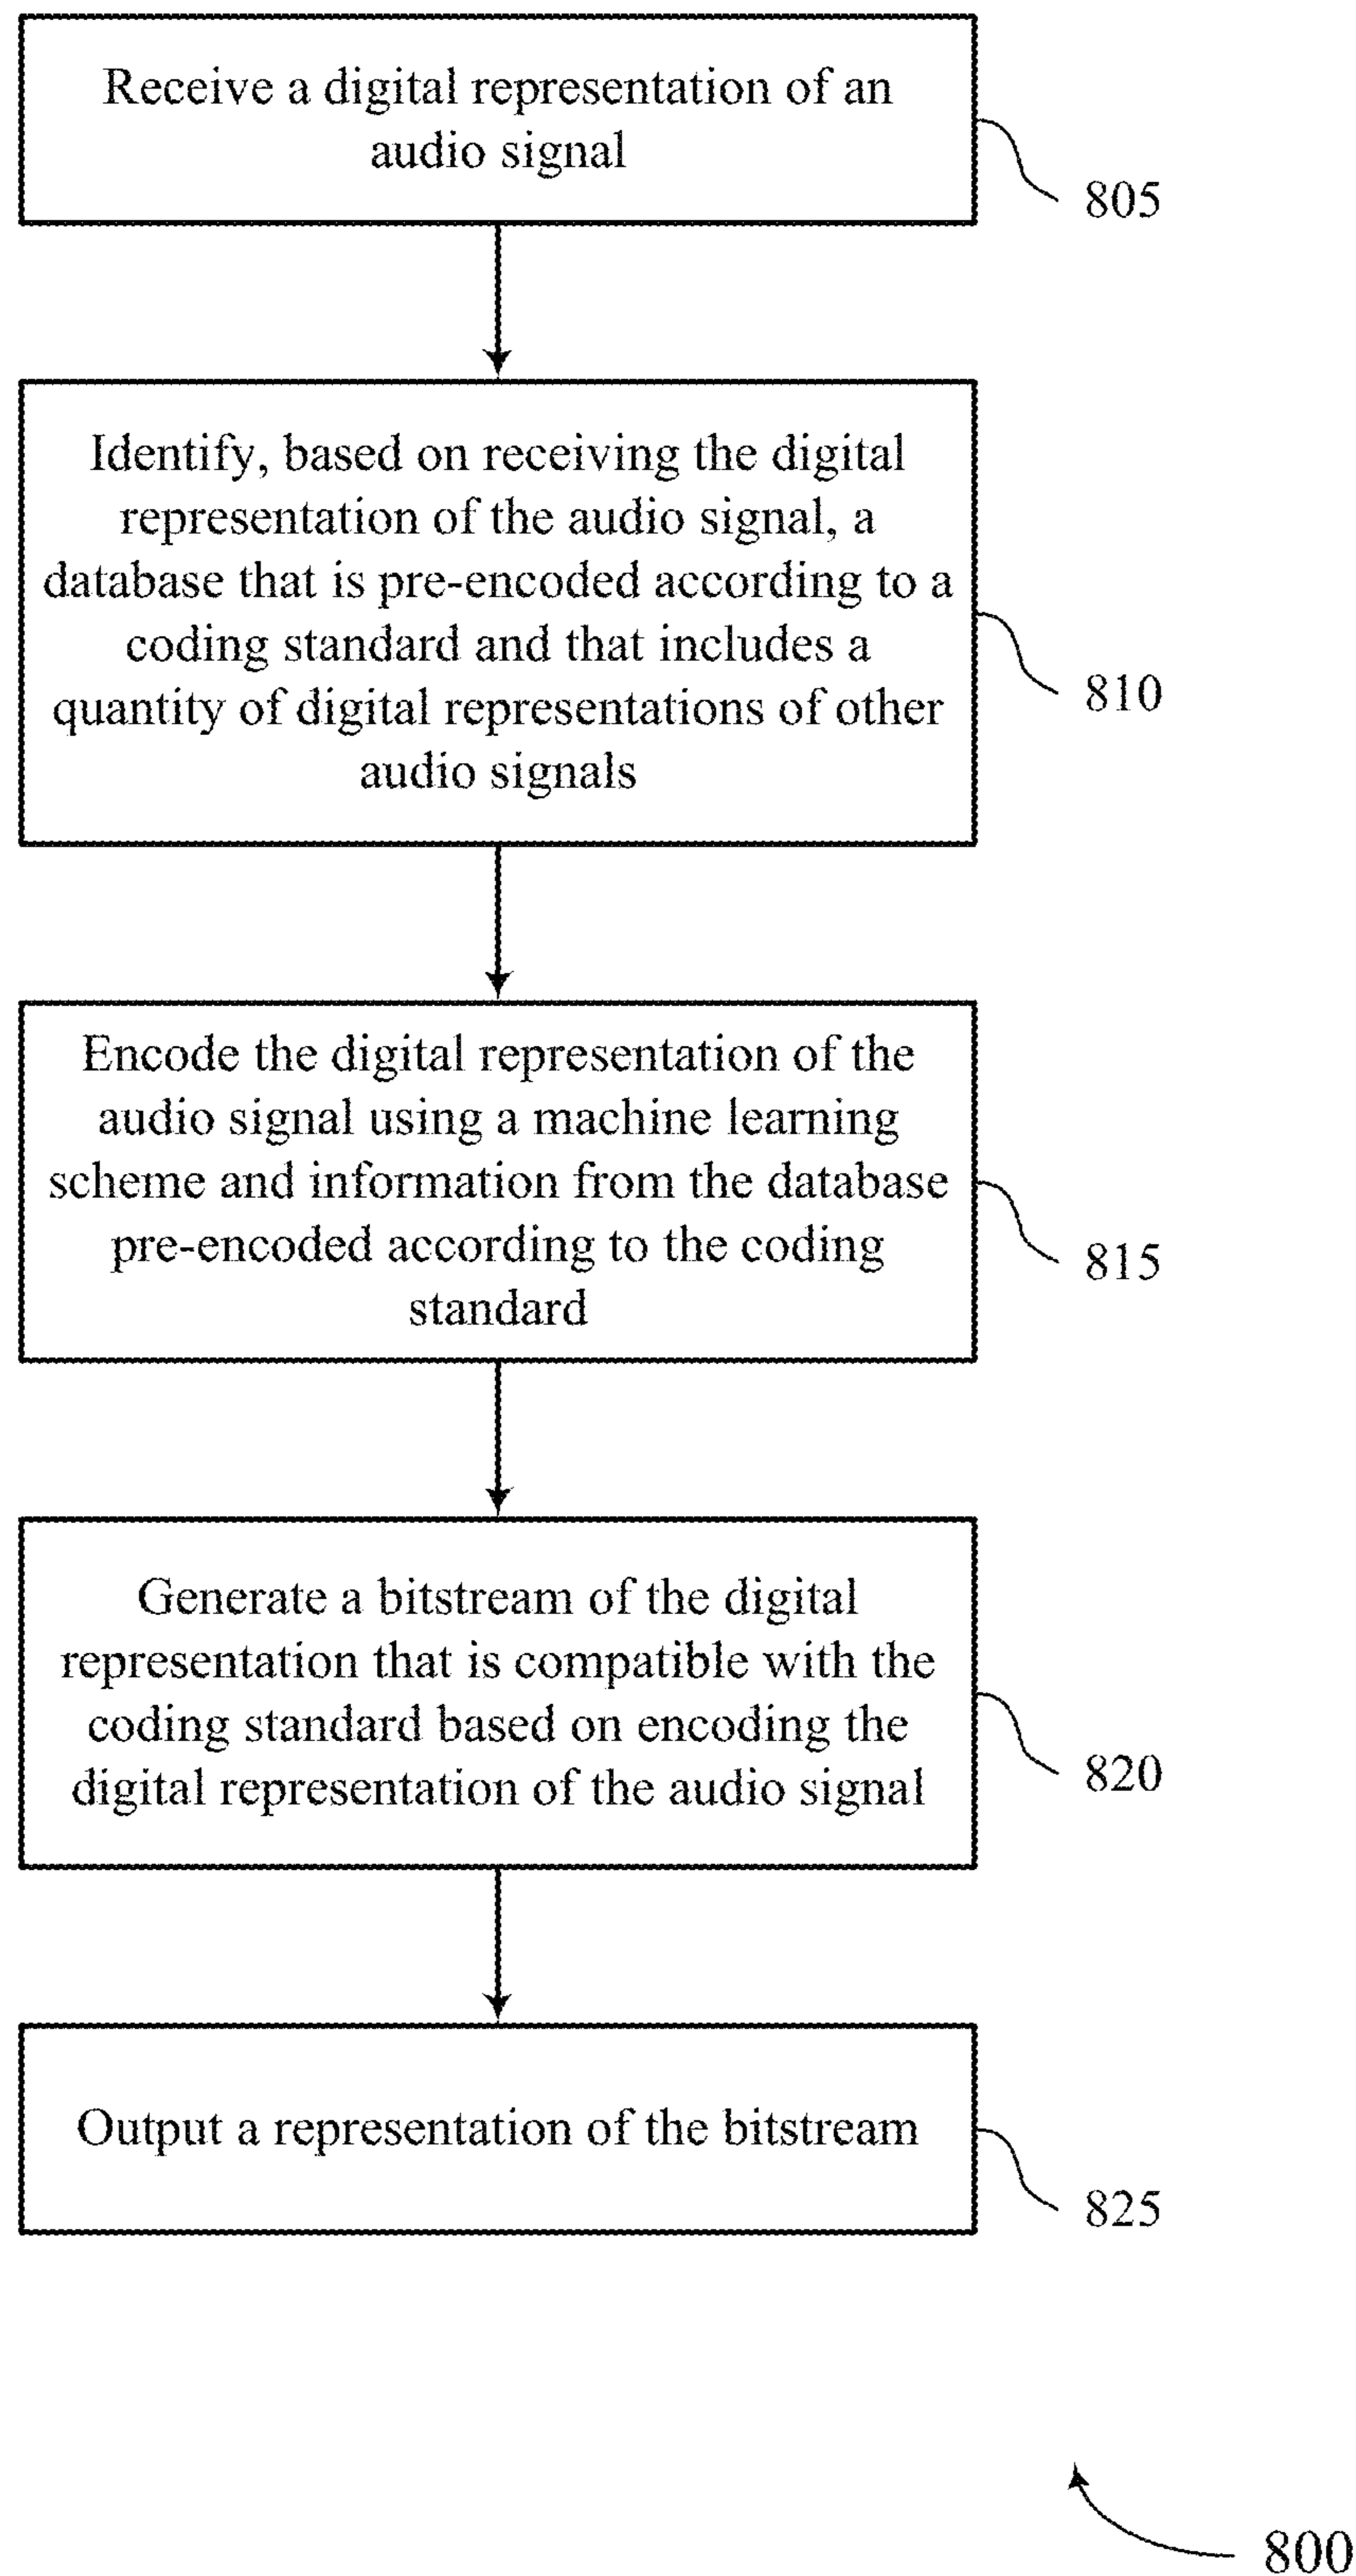 Receive a digital representation of an
audio signal
805
Identify, based on receiving the digital
representation of the audio signal, a
database that is pre-encoded according to a
coding standard and that includes a
quantity of digital representations of other
audio signals
810
Encode the digital representation of the
audio signal using a machine learning
scheme and information from the database
pre-encoded according to the coding
standard
815
Generate a bitstream of the digital
representation that is compatible with the
coding standard based on encoding the
digital representation of the audio signal
820
Output a representation of the bitstream
825
800